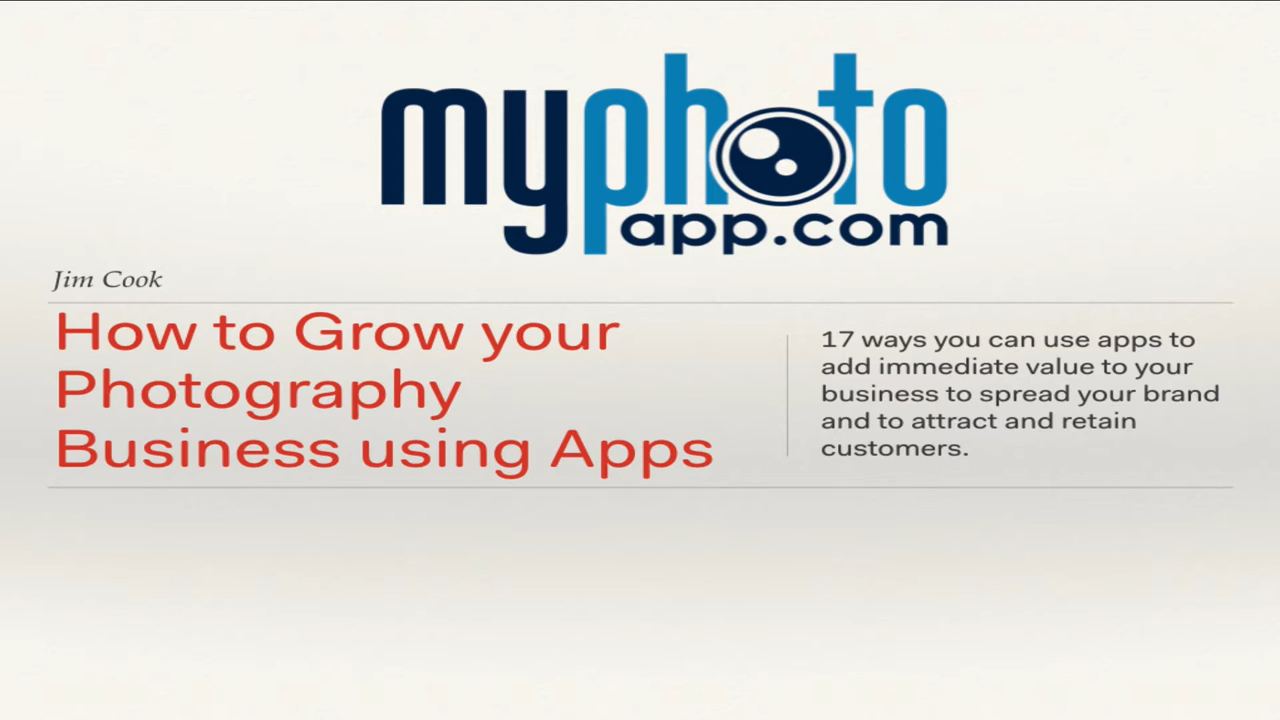 myphoto
app.com
Jim Cook
How to Grow your
Photography
Business using Apps
17 ways you can use apps to
add immediate value to your
business to spread your brand
and to attract and retain
customers.